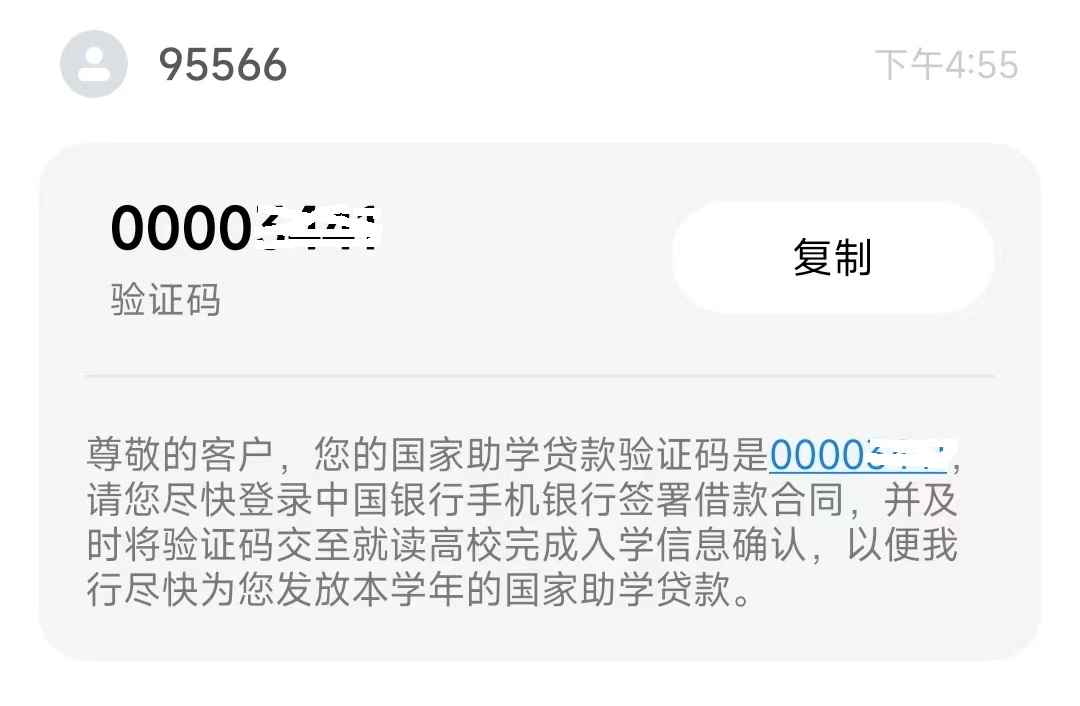 95566
下午4:55
0000
复制
验证码
尊敬的客户，您的国家助学贷款验证码是0000，
请您尽快登录中国银行手机银行签署借款合同，并及
时将验证码交至就读高校完成入学信息确认，以便我
行尽快为您发放本学年的国家助学贷款。